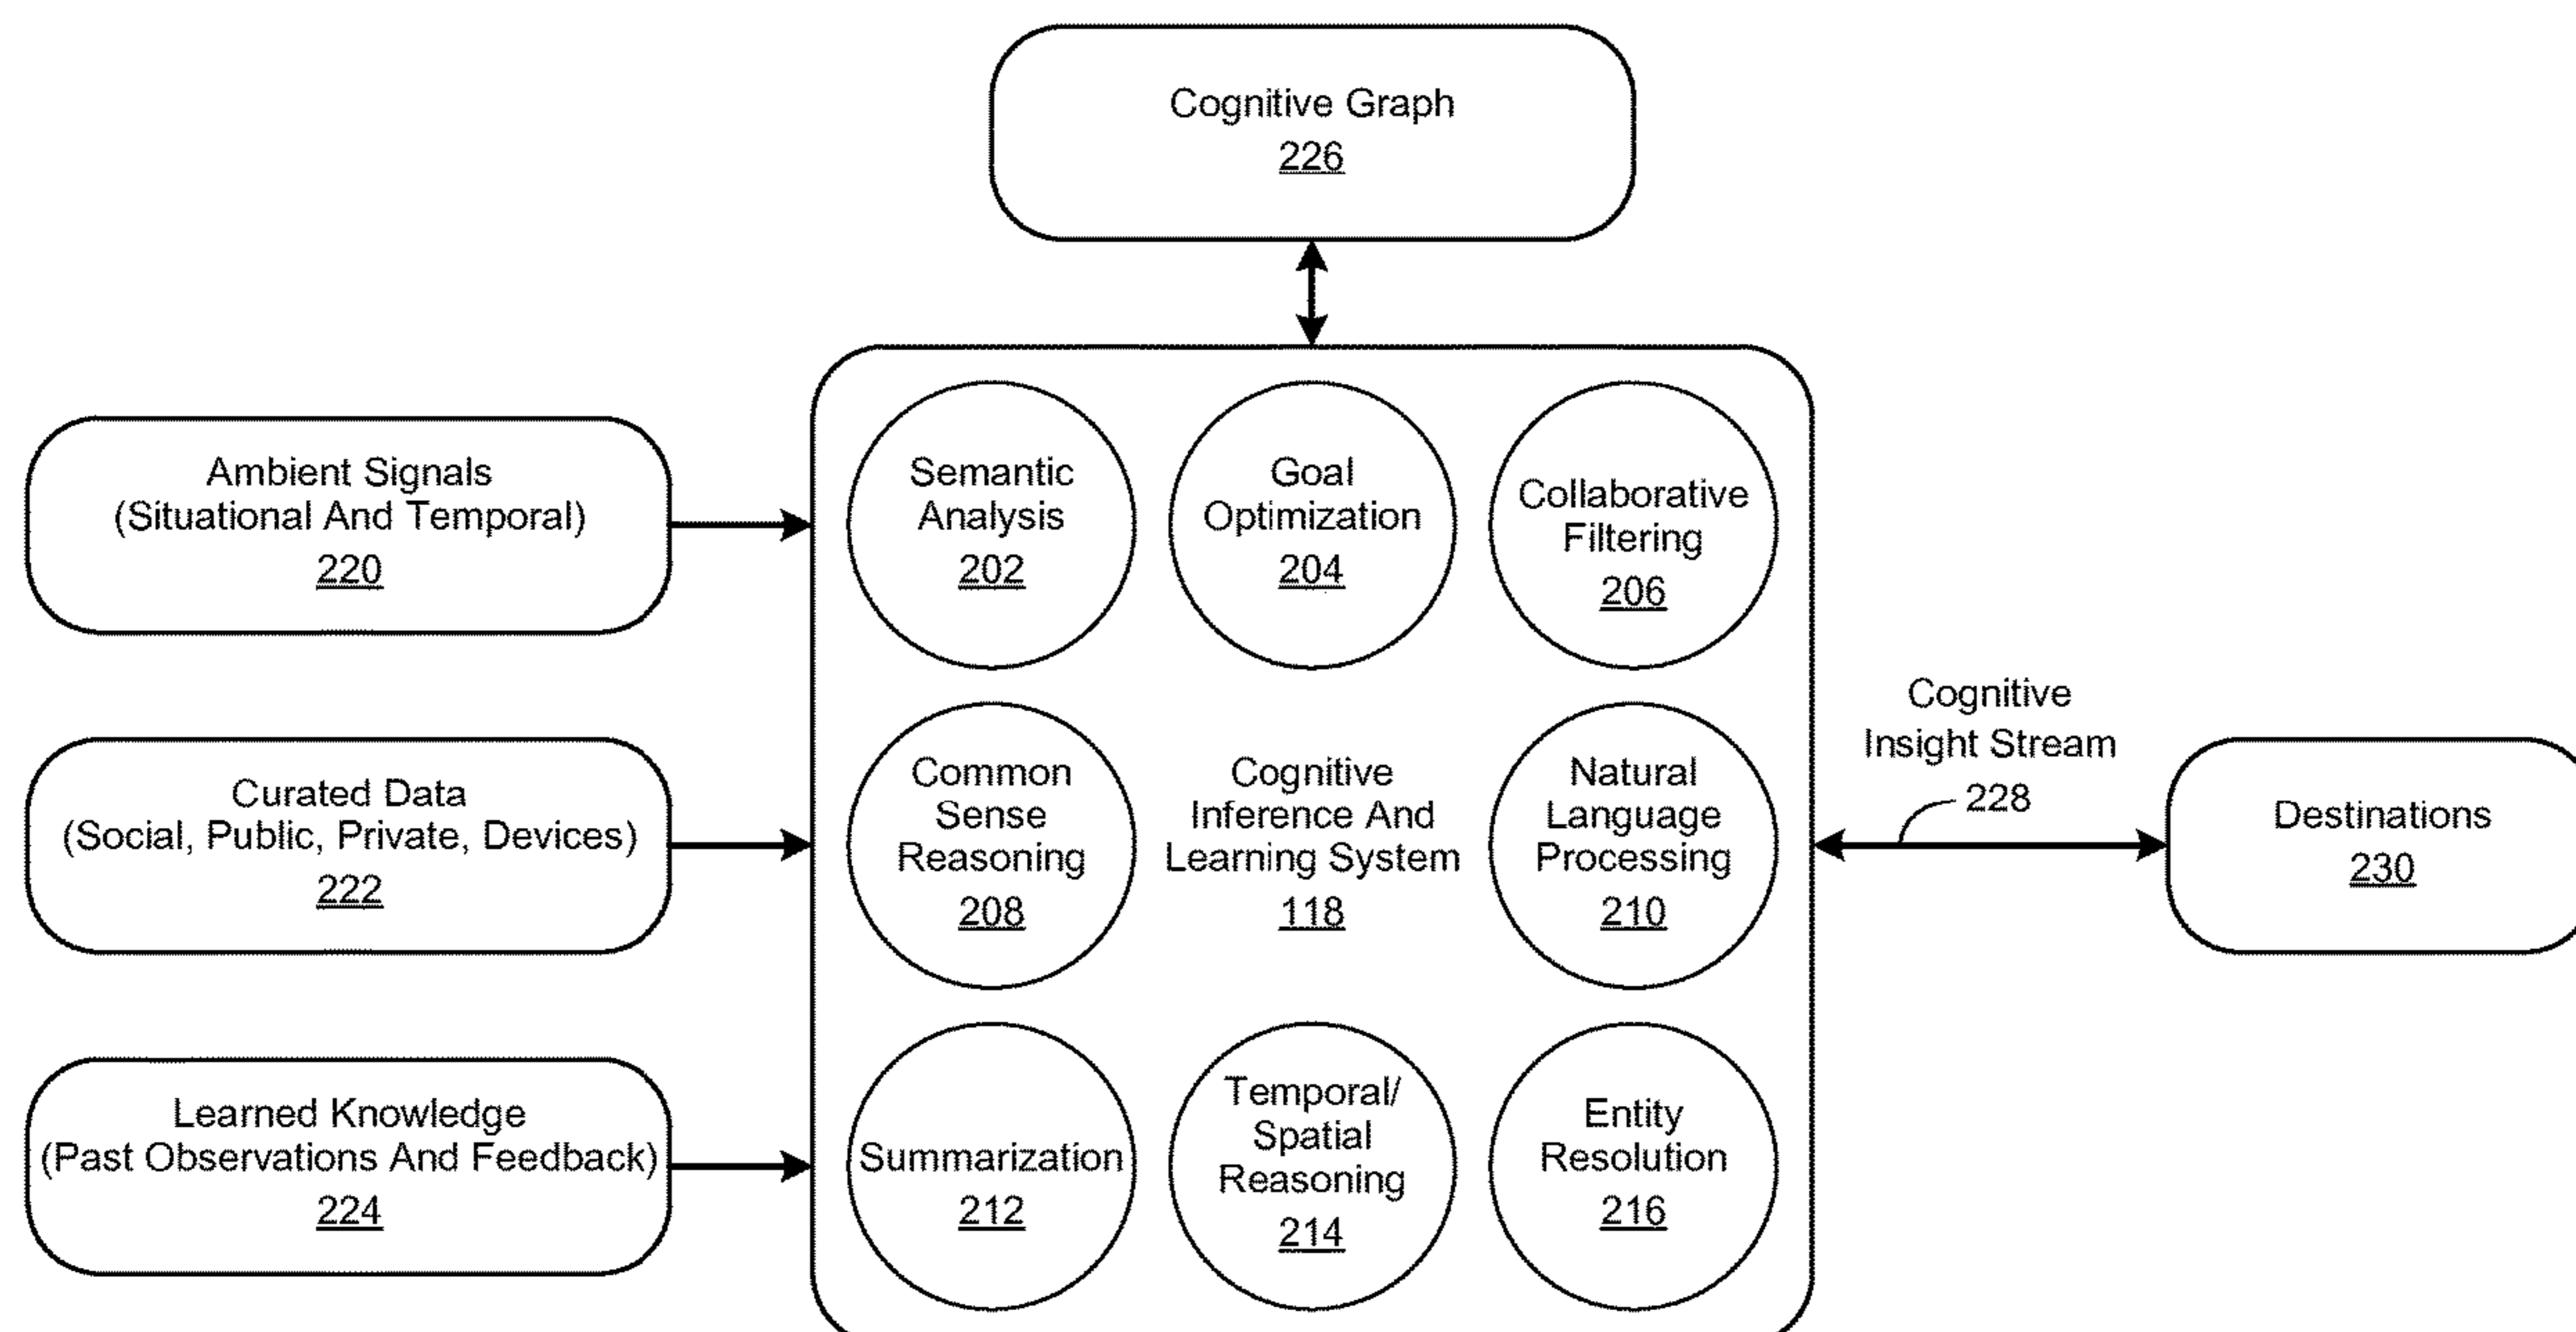 Cognitive Graph
226
Ambient Signals
(Situational And Temporal)
220
Curated Data
(Social, Public, Private, Devices)
222
Learned Knowledge
(Past Observations And Feedback)
224
Semantic
Analysis
202
Goal
Optimization
204
Collaborative
Filtering
206
Common
Sense
Reasoning
208
Cognitive
Inference And
Learning System
118
Natural
Language
Processing
210
Summarization
212
Temporal/
Spatial
Reasoning
214
Entity
Resolution
216
Cognitive
Insight Stream
228
Destinations
230